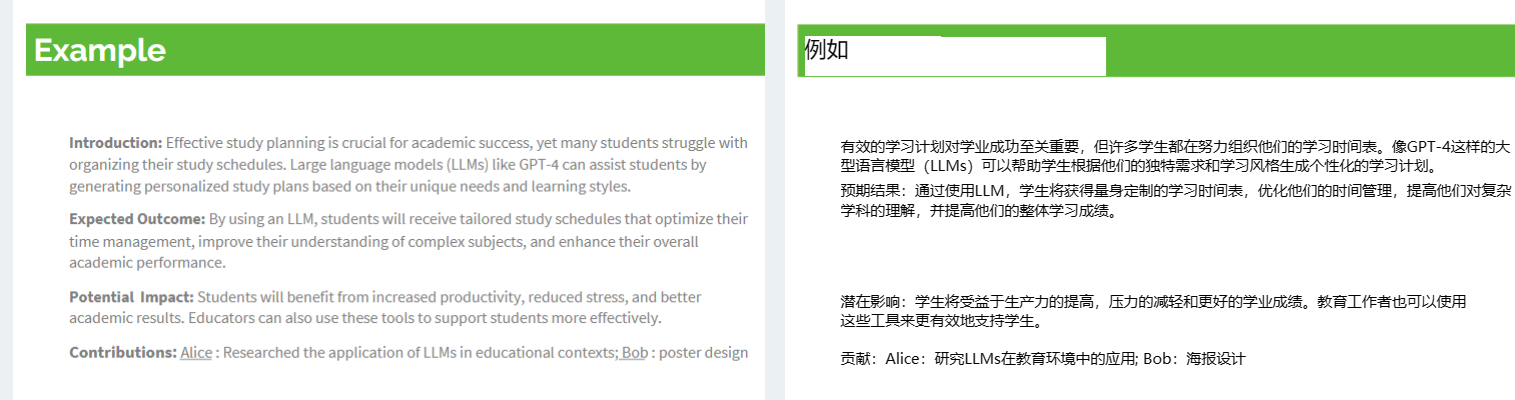 Example
Introduction: Effective study planning is crucial for academic success, yet many students struggle with
organizing their study schedules. Large language models (LLMs) like GPT-4 can assist students by
generating personalized study plans based on their unique needs and learning styles.
Expected Outcome: By using an LLM, students will receive tailored study schedules that optimize their
time management, improve their understanding of complex subjects, and enhance their overall
academic performance.
Potential Impact: Students will benefit from increased productivity, reduced stress, and better
academic results. Educators can also use these tools to support students more effectively.
Contributions: Alice : Researched the application of LLMs in educational contexts; Bob : poster design
例如
有效的学习计划对学业成功至关重要，但许多学生都在努力组织他们的学习时间表。像GPT-4这样的大
型语言模型（LLMs）可以帮助学生根据他们的独特需求和学习风格生成个性化的学习计划。
预期结果：通过使用LLM，学生将获得量身定制的学习时间表，优化他们的时间管理，提高他们对复杂
学科的理解，并提高他们的整体学习成绩。
潜在影响：学生将受益于生产力的提高，压力的减轻和更好的学业成绩。教育工作者也可以使用
这些工具来更有效地支持学生。
贡献：Alice：研究LLMs在教育环境中的应用; Bob：海报设计